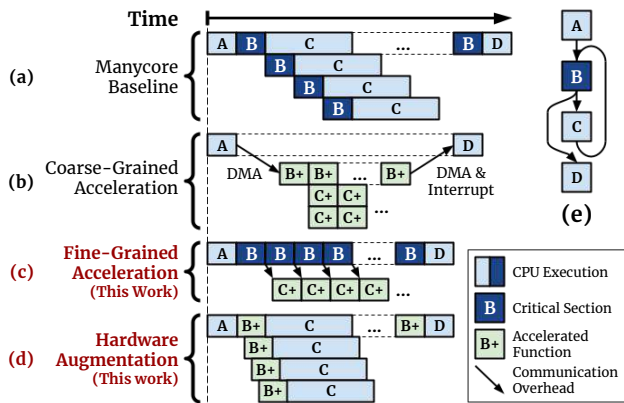 Time
(a) Manycore Baseline
A B C ... B D
B C
B C
B C
(b) Coarse-Grained Acceleration
A D
DMA B+ B+ ... B+ DMA & Interrupt
C+ C+
C+ C+ ...
(c) Fine-Grained Acceleration (This Work)
A B B B B ... B D
C+ C+ C+ C+ ...
(d) Hardware Augmentation (This work)
A B+ C ... B+ D
B+ C
B+ C
B+ C
A
B
C
D
(e)
CPU Execution
B Critical Section
B+ Accelerated Function
Communication Overhead